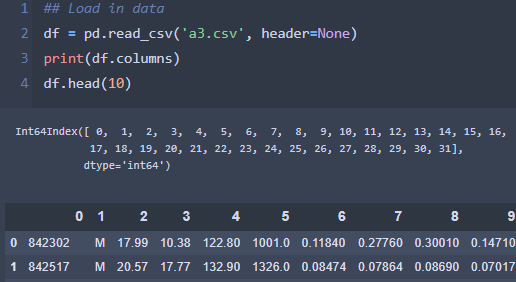 1 ## Load in data
2 df = pd.read_csv('a3.csv', header=None)
3 print(df.columns)
4 df.head(10)
Int64Index([ 0, 1, 2, 3, 4, 5, 6, 7, 8, 9, 10, 11, 12, 13, 14, 15, 16,
17, 18, 19, 20, 21, 22, 23, 24, 25, 26, 27, 28, 29, 30, 31],
dtype='int64')
0 1 2 3 4 5 6 7 8 9
0 842302 M 17.99 10.38 122.80 1001.0 0.11840 0.27760 0.30010 0.14710
1 842517 M 20.57 17.77 132.90 1326.0 0.08474 0.07864 0.08690 0.07017